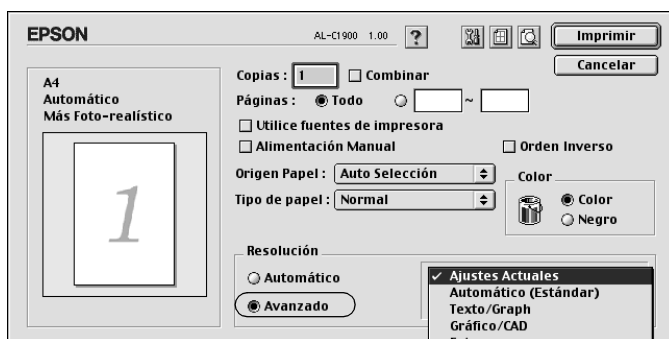 EPSON
AL-C1900 1.00
?
Imprimir
Cancelar
A4
Automático
Más Foto-realístico
1
Copias : 1
Combinar
Páginas : Todo ~
Utilice fuentes de impresora
Alimentación Manual
Orden Inverso
Origen Papel : Auto Selección
Tipo de papel : Normal
Color
Color
Negro
Resolución
Automático
Avanzado
✓ Ajustes Actuales
Automático (Estándar)
Texto/Graph
Gráfico/CAD